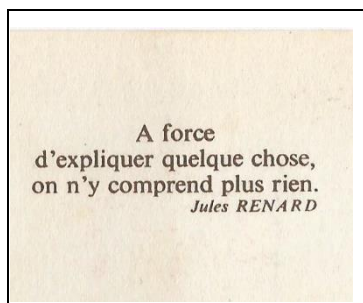 A force
d'expliquer quelque chose,
on n'y comprend plus rien.
Jules RENARD